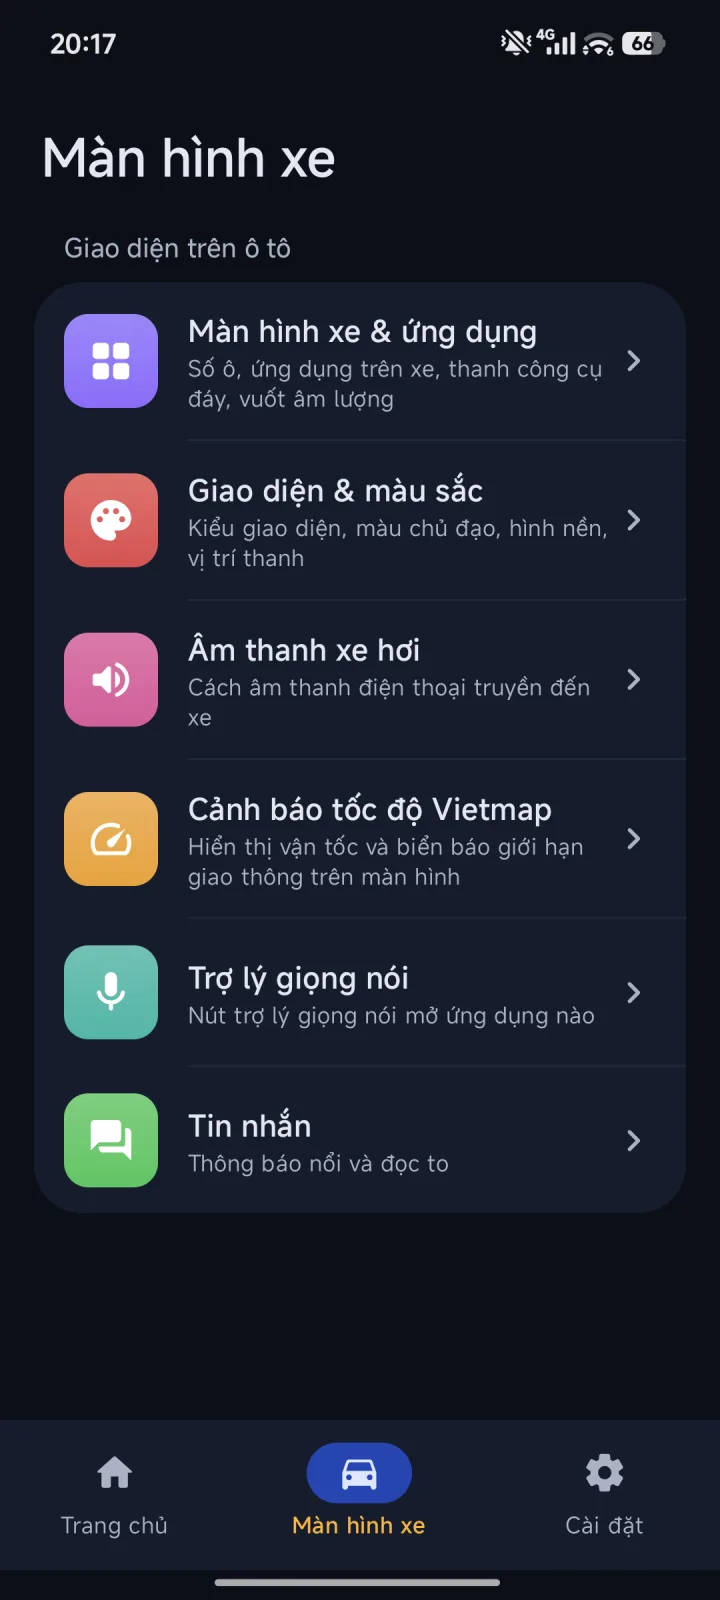 20:17
4G
6
66
Màn hình xe
Giao diện trên ô tô
Màn hình xe & ứng dụng
Số ô, ứng dụng trên xe, thanh công cụ
đáy, vuốt âm lượng
Giao diện & màu sắc
Kiểu giao diện, màu chủ đạo, hình nền,
vị trí thanh
Âm thanh xe hơi
Cách âm thanh điện thoại truyền đến
xe
Cảnh báo tốc độ Vietmap
Hiển thị vận tốc và biển báo giới hạn
giao thông trên màn hình
Trợ lý giọng nói
Nút trợ lý giọng nói mở ứng dụng nào
Tin nhắn
Thông báo nổi và đọc to
Trang chủ
Màn hình xe
Cài đặt